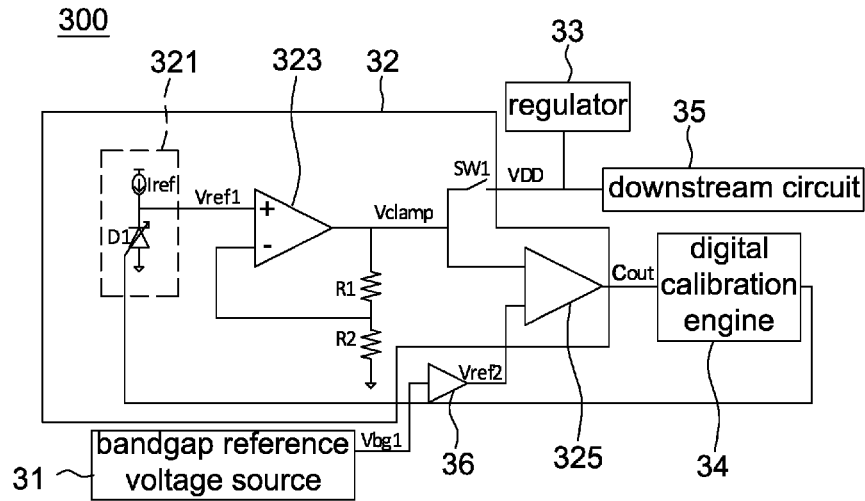 300
321
323
32
33
regulator
35
downstream circuit
SW1
VDD
Iref
Vref1
+
-
D1
Vclamp
R1
R2
Cout
digital
calibration
engine
Vref2
36
325
34
31
bandgap reference
voltage source
Vbg1